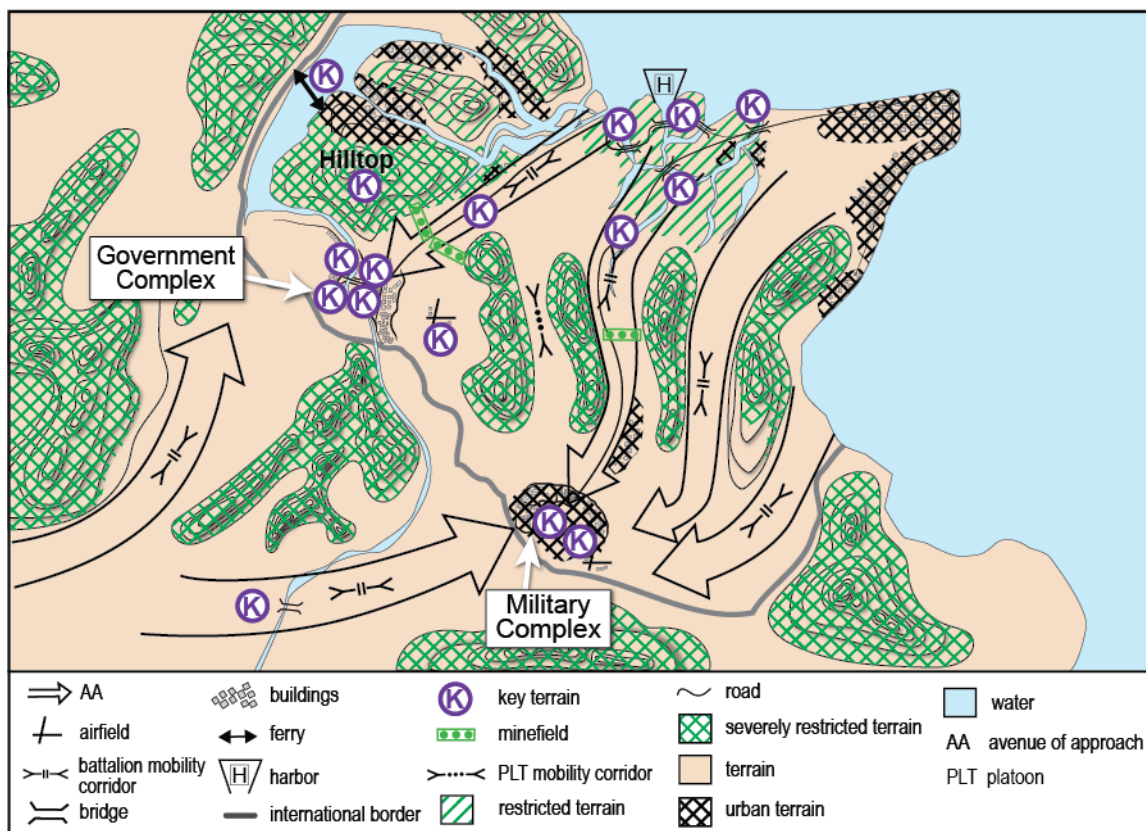 K
H
K
K
K
Hilltop
K
K
K
K
Government
Complex
K
K
K
K
K
K
K
Military
Complex
K
AA
airfield
battalion mobility
corridor
bridge
buildings
ferry
H
harbor
international border
K
key terrain
minefield
PLT mobility corridor
restricted terrain
road
severely restricted terrain
terrain
urban terrain
water
AA avenue of approach
PLT platoon